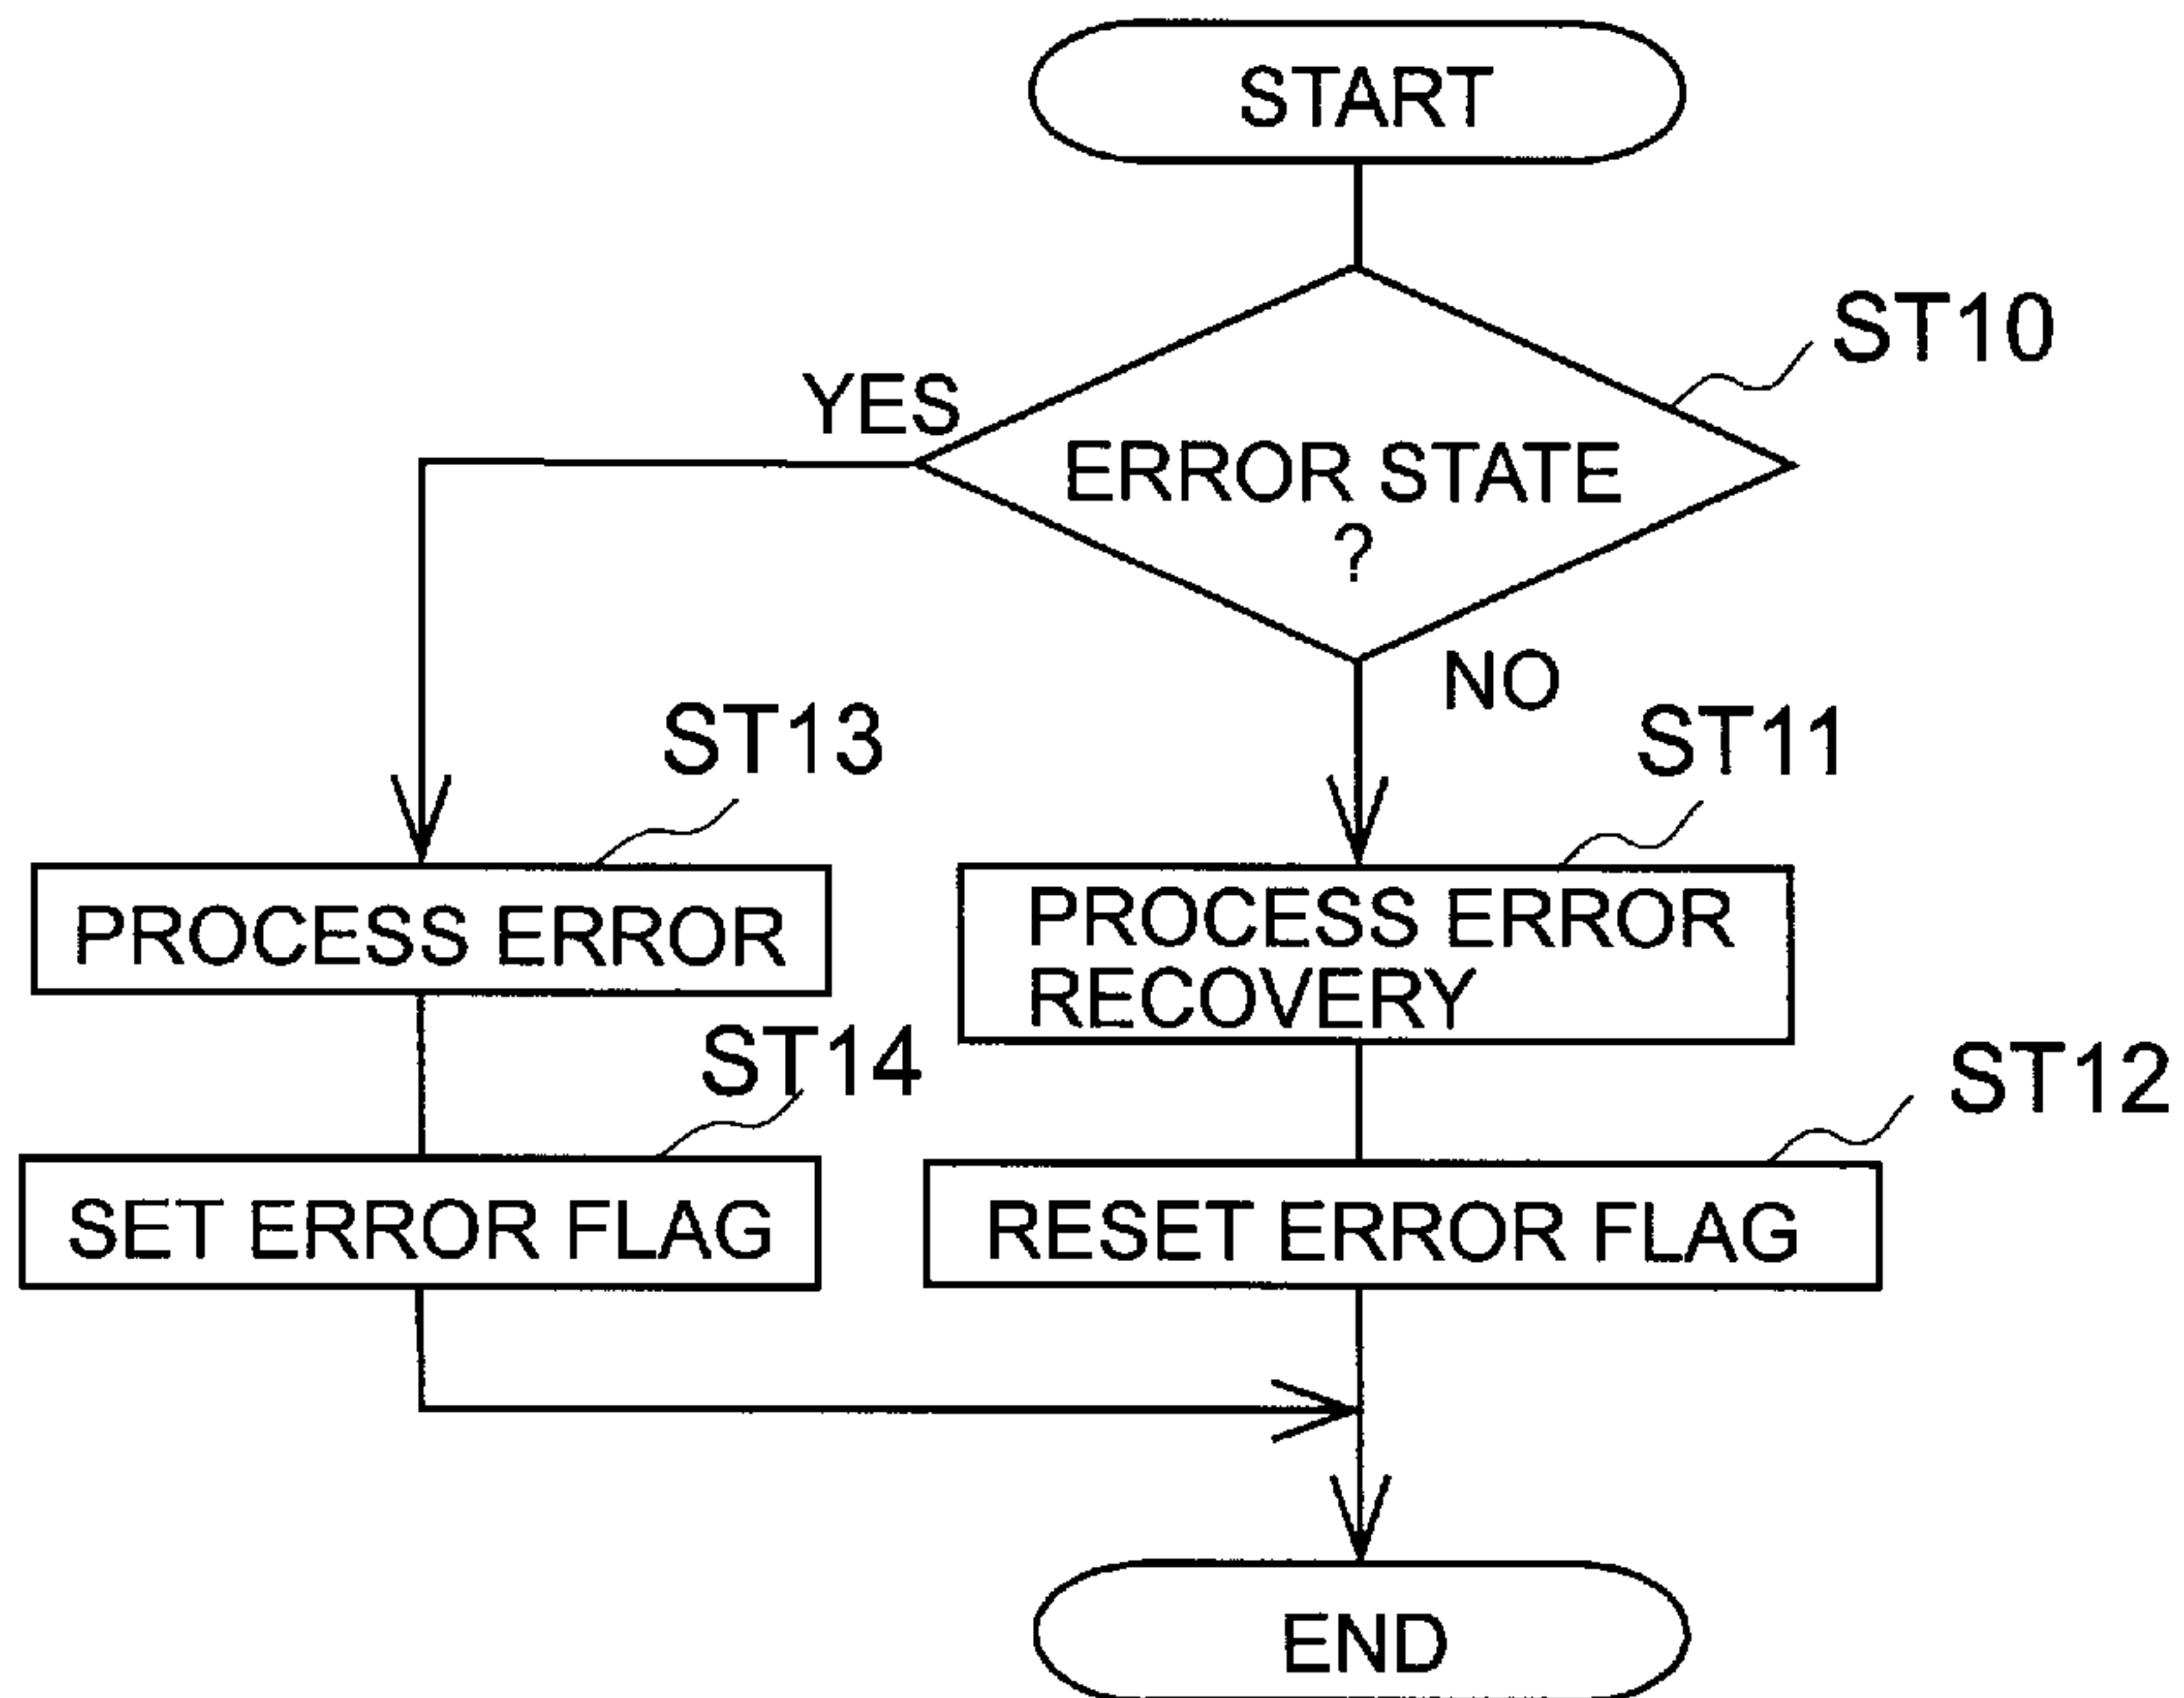 START
ST10
YES
ERROR STATE
?
NO
ST13
ST11
PROCESS ERROR
PROCESS ERROR
RECOVERY
ST14
ST12
SET ERROR FLAG
RESET ERROR FLAG
END